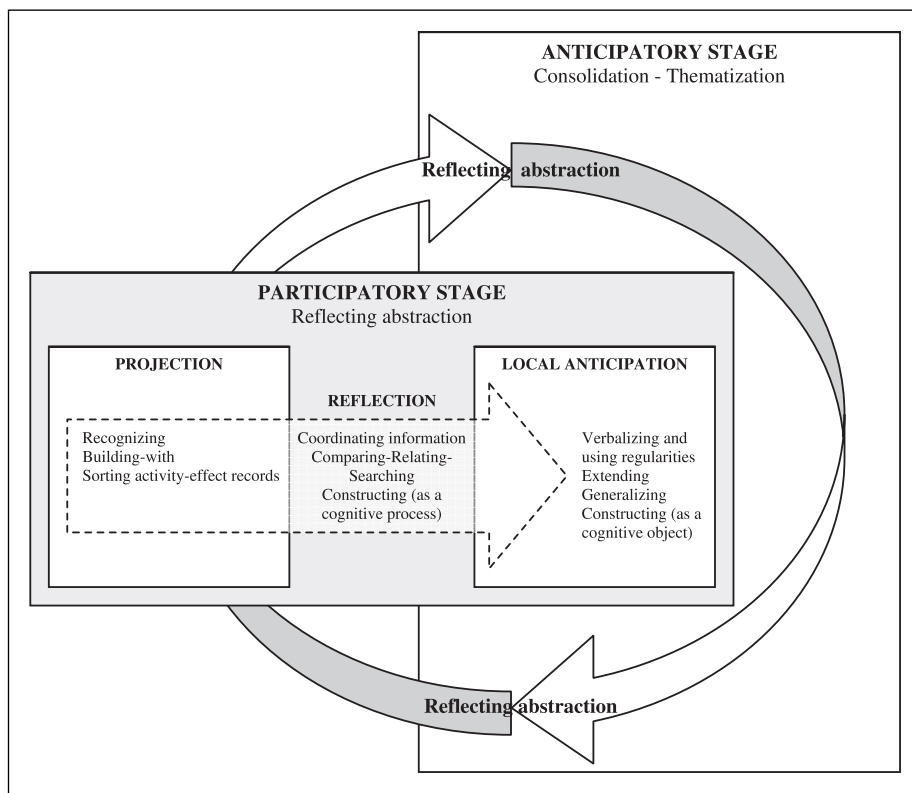 ANTICIPATORY STAGE
Consolidation - Thematization
Reflecting abstraction
PARTICIPATORY STAGE
Reflecting abstraction
PROJECTION
Recognizing
Building-with
Sorting activity-effect records
REFLECTION
Coordinating information
Comparing-Relating-
Searching
Constructing (as a
cognitive process)
LOCAL ANTICIPATION
Verbalizing and
using regularities
Extending
Generalizing
Constructing (as a
cognitive object)
Reflecting abstraction